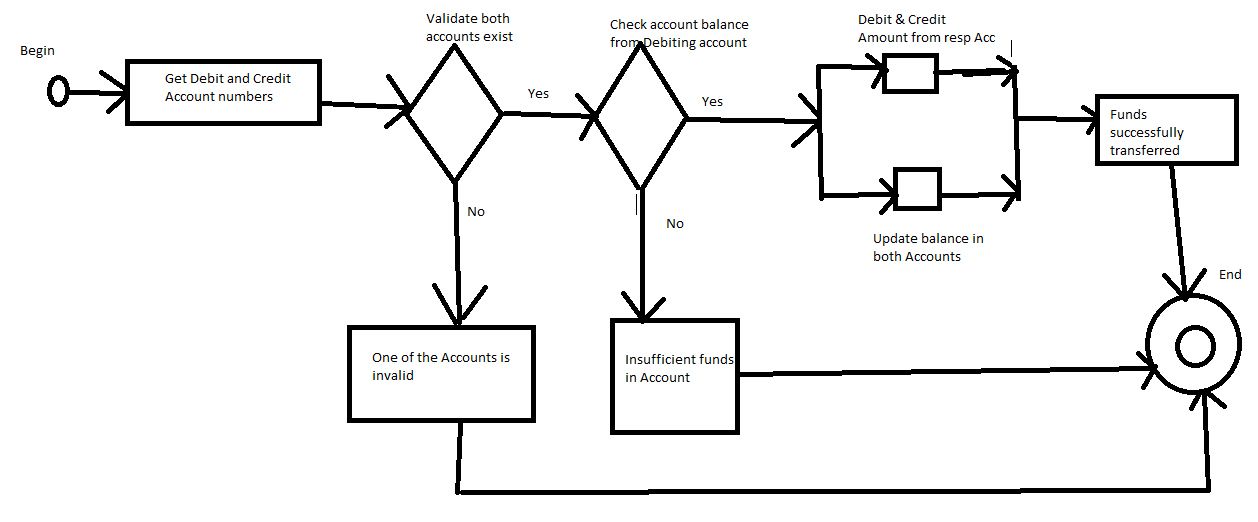 Begin
Get Debit and Credit
Account numbers
Validate both
accounts exist
Yes
No
Check account balance
from Debiting account
Yes
No
Debit & Credit
Amount from resp Acc
Update balance in
both Accounts
Funds
successfully
transferred
End
One of the Accounts is
invalid
Insufficient funds
in Account